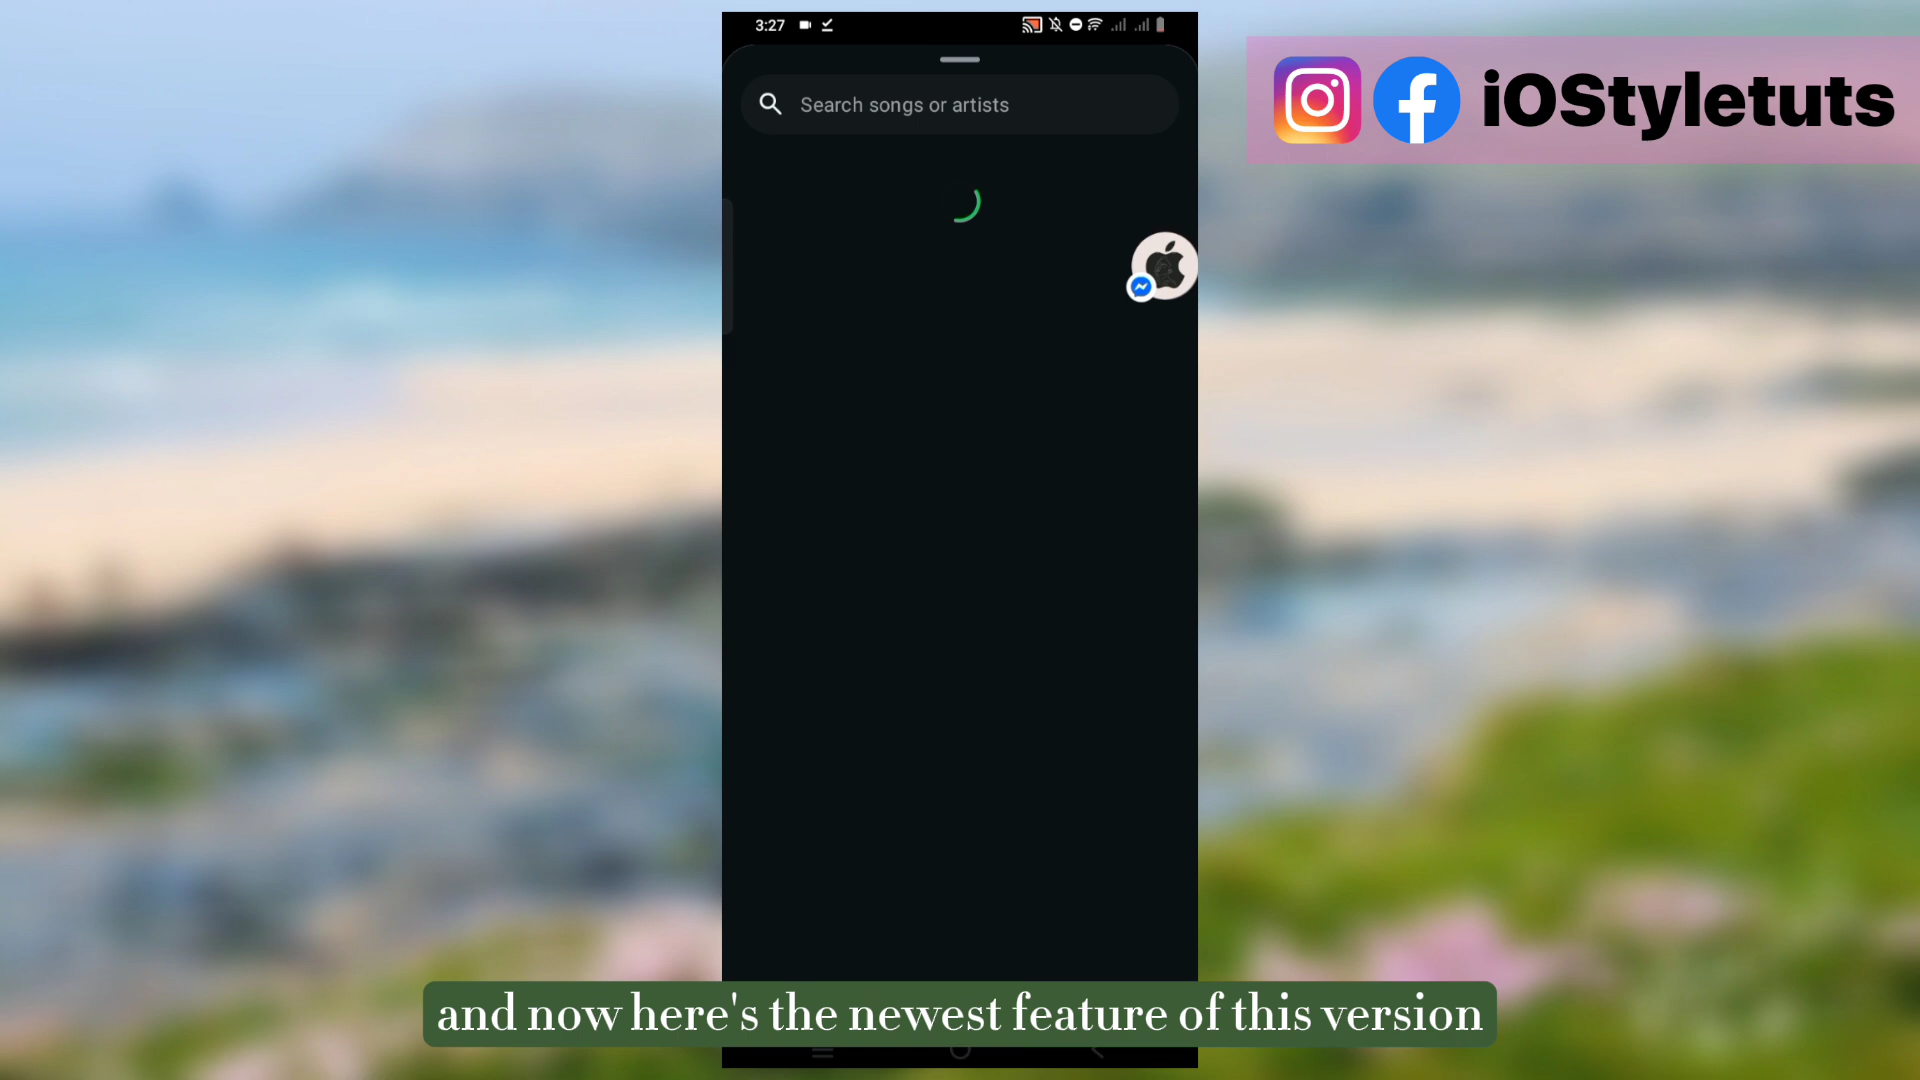 3:27
Search songs or artists
iOStyletuts
and now here's the newest feature of this version